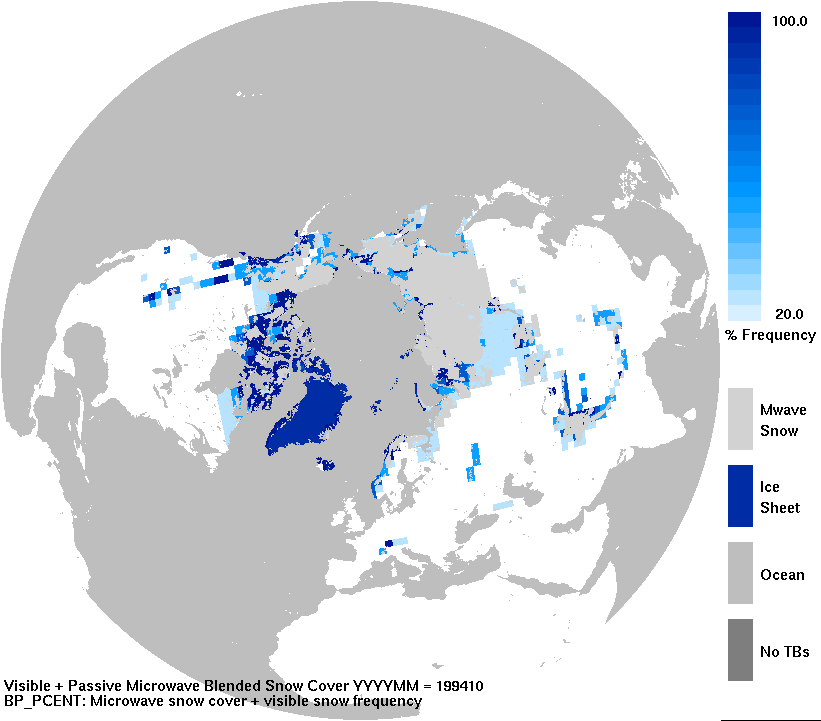 100.0
20.0
% Frequency
Mwave
Snow
Ice
Sheet
Ocean
No TBs
Visible + Passive Microwave Blended Snow Cover YYYYMM = 199410
BP_PCENT: Microwave snow cover + visible snow frequency